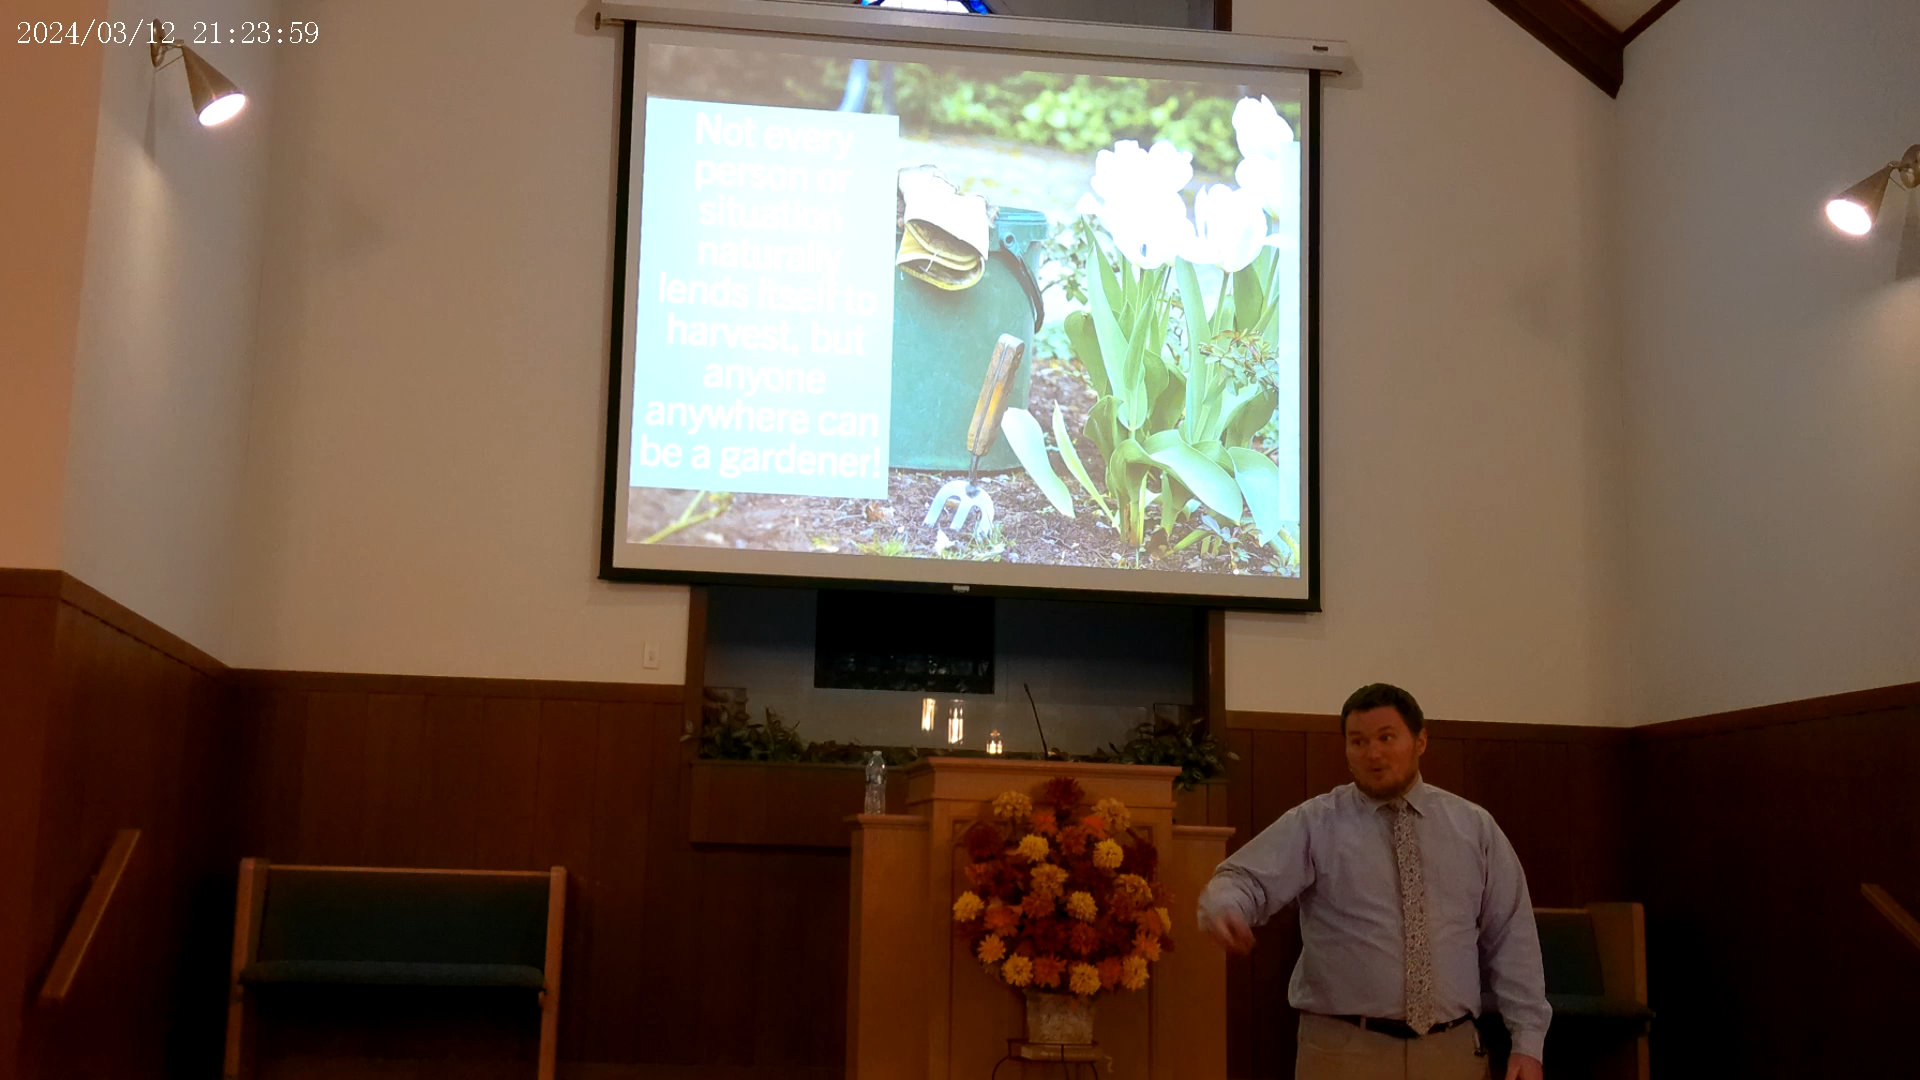 2024/03/12 21:23:59
Not every
person or
situation
naturally
lends itself to
harvest, but
anyone
anywhere can
be a gardener!